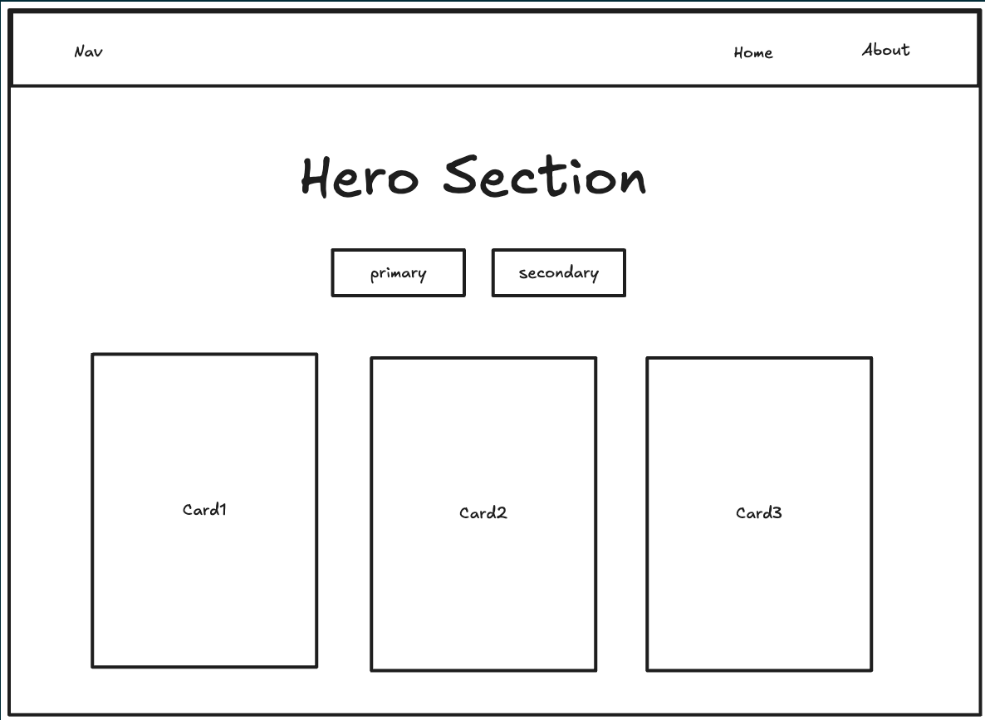 Nav Home About
Hero Section
primary secondary
Card1 Card2 Card3